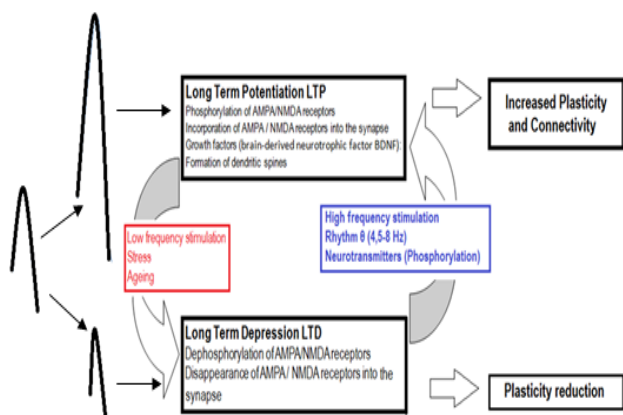 Long Term Potentiation LTP
Phosphorylation of AMPA/NMDA receptors
Incorporation of AMPA / NMDA receptors into the synapse
Growth factors (brain-derived neurotrophic factor BDNF):
Formation of dendritic spines
Increased Plasticity
and Connectivity
Low frequency stimulation
Stress
Ageing
High frequency stimulation
Rhythm θ (4,5-8 Hz)
Neurotransmitters (Phosphorylation)
Long Term Depression LTD
Dephosphorylation of AMPA/NMDA receptors
Disappearance of AMPA / NMDA receptors into the
synapse
Plasticity reduction